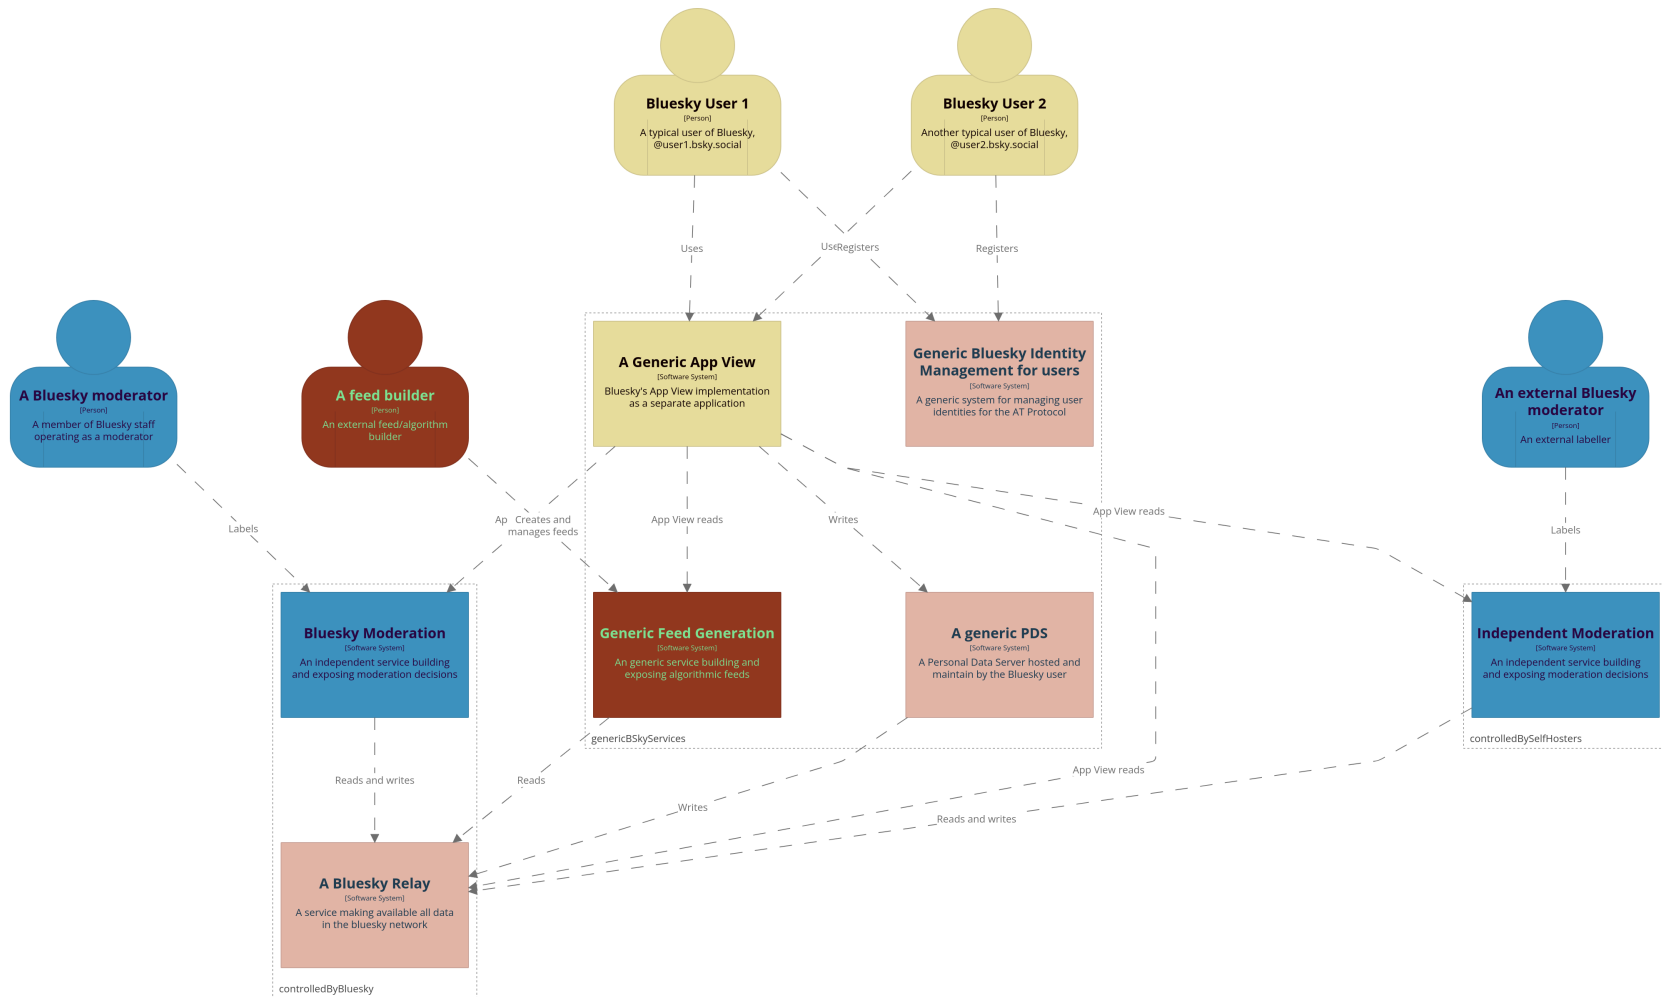 Bluesky User 1
[Person]
A typical user of Bluesky,
@user1.bsky.social
Bluesky User 2
[Person]
Another typical user of Bluesky,
@user2.bsky.social
Uses
Registers
Registers
A Bluesky moderator
[Person]
A member of Bluesky staff
operating as a moderator
A feed builder
[Person]
An external feed/algorithm
builder
A Generic App View
[Software System]
Bluesky's App View implementation
as a separate application
Generic Bluesky Identity
Management for users
[Software System]
A generic system for managing user
identities for the AT Protocol
An external Bluesky
moderator
[Person]
An external labeller
Labels
Creates and
manages feeds
App View reads
Writes
App View reads
Labels
Bluesky Moderation
[Software System]
An independent service building
and exposing moderation decisions
Generic Feed Generation
[Software System]
An generic service building and
exposing algorithmic feeds
A generic PDS
[Software System]
A Personal Data Server hosted and
maintain by the Bluesky user
Independent Moderation
[Software System]
An independent service building
and exposing moderation decisions
genericBSkyServices
controlledBySelfHosters
Reads and writes
Reads
Writes
App View reads
Reads and writes
A Bluesky Relay
[Software System]
A service making available all data
in the bluesky network
controlledByBluesky